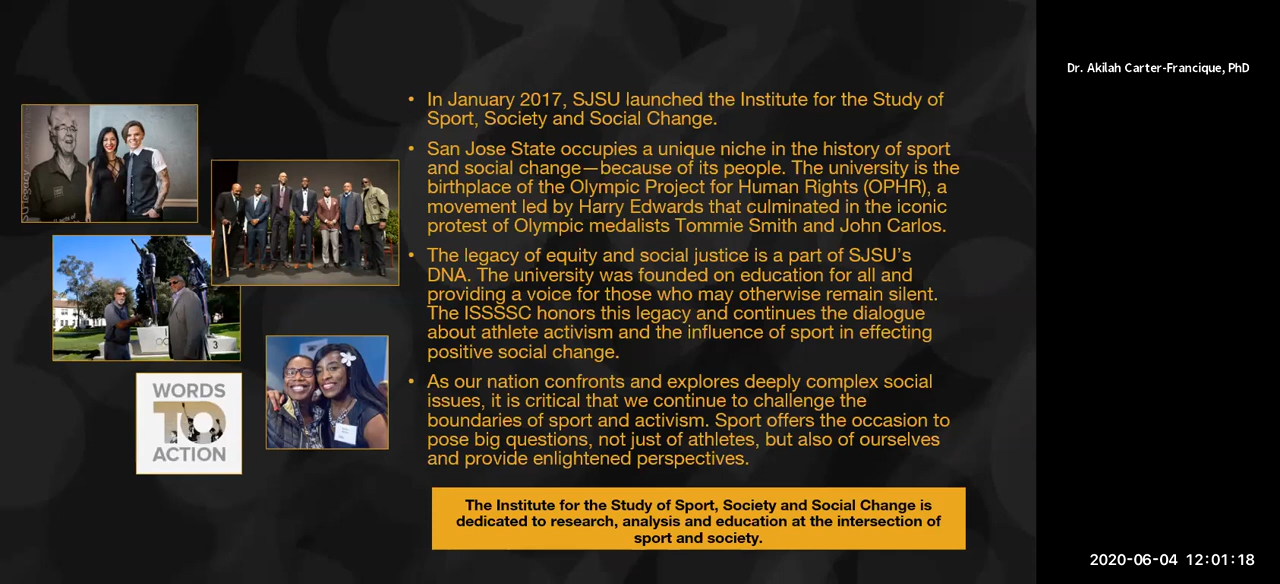 Dr. Akilah Carter-Francique, PhD
• In January 2017, SJSU launched the Institute for the Study of
Sport, Society and Social Change.
• San Jose State occupies a unique niche in the history of sport
and social change—because of its people. The university is the
birthplace of the Olympic Project for Human Rights (OPHR), a
movement led by Harry Edwards that culminated in the iconic
protest of Olympic medalists Tommie Smith and John Carlos.
• The legacy of equity and social justice is a part of SJSU's
DNA. The university was founded on education for all and
providing a voice for those who may otherwise remain silent.
The ISSSSC honors this legacy and continues the dialogue
about athlete activism and the influence of sport in effecting
positive social change.
• As our nation confronts and explores deeply complex social
issues, it is critical that we continue to challenge the
boundaries of sport and activism. Sport offers the occasion to
pose big questions, not just of athletes, but also of ourselves
and provide enlightened perspectives.
WORDS
TO
ACTION
3
The Institute for the Study of Sport, Society and Social Change is
dedicated to research, analysis and education at the intersection of
sport and society.
2020-06-04 12:01:18